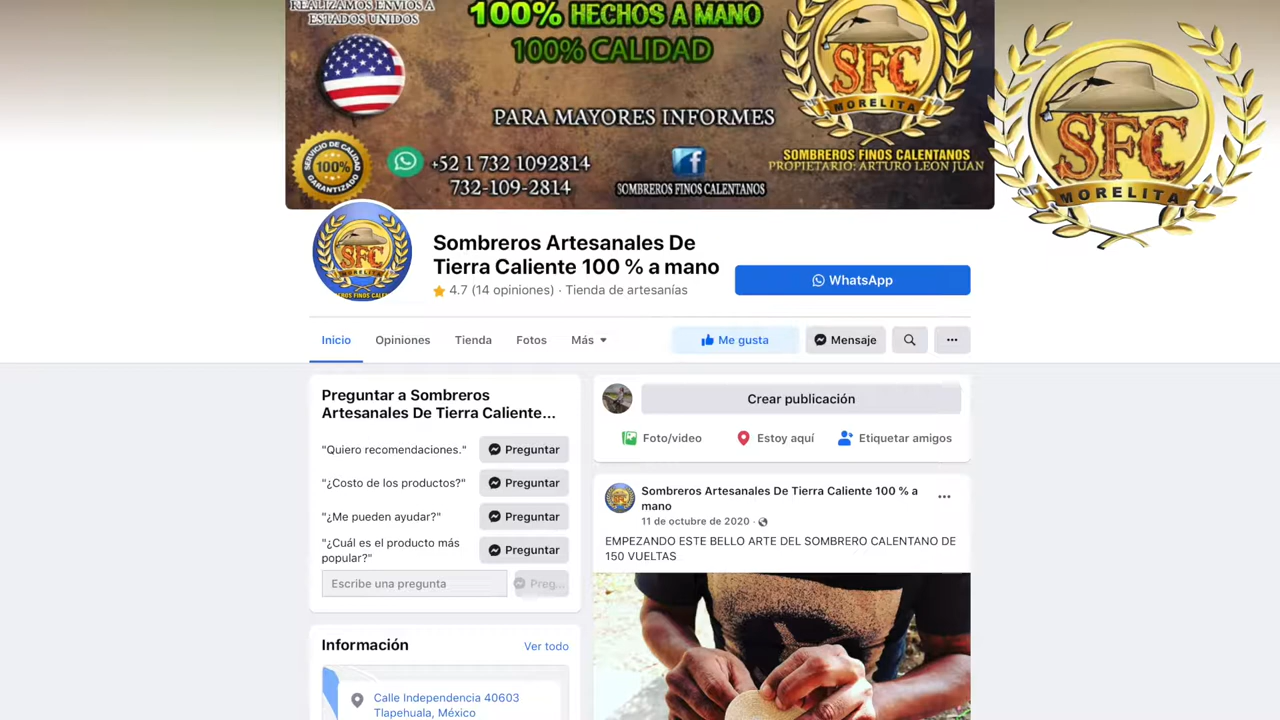 REALIZAMOS ENVIOS A
ESTADOS UNIDOS
100% HECHOS A MANO
100% CALIDAD
SFC
MORELITA
SFC
MORELITA
PARA MAYORES INFORMES
SERVICIO DE CALIDAD
100%
GARANTIZADO
+52 1 732 1092814
732-109-2814
SOMBREROS FINOS CALENTANOS
SOMBREROS FINOS CALENTANOS
PROPIETARIO: ARTURO LEON JUAN
SFC
Sombreros Artesanales De
Tierra Caliente 100 % a mano
4.7 (14 opiniones) · Tienda de artesanías
WhatsApp
Inicio
Opiniones
Tienda
Fotos
Más
Me gusta
Mensaje
Preguntar a Sombreros
Artesanales De Tierra Caliente...
"Quiero recomendaciones."
Preguntar
"¿Costo de los productos?"
Preguntar
"¿Me pueden ayudar?"
Preguntar
"¿Cuál es el producto más
popular?"
Preguntar
Escribe una pregunta
Preg...
Información
Ver todo
Calle Independencia 40603
Tlapehuala, México
Crear publicación
Foto/video
Estoy aquí
Etiquetar amigos
Sombreros Artesanales De Tierra Caliente 100 % a
mano
11 de octubre de 2020 ·
EMPEZANDO ESTE BELLO ARTE DEL SOMBRERO CALENTANO DE
150 VUELTAS